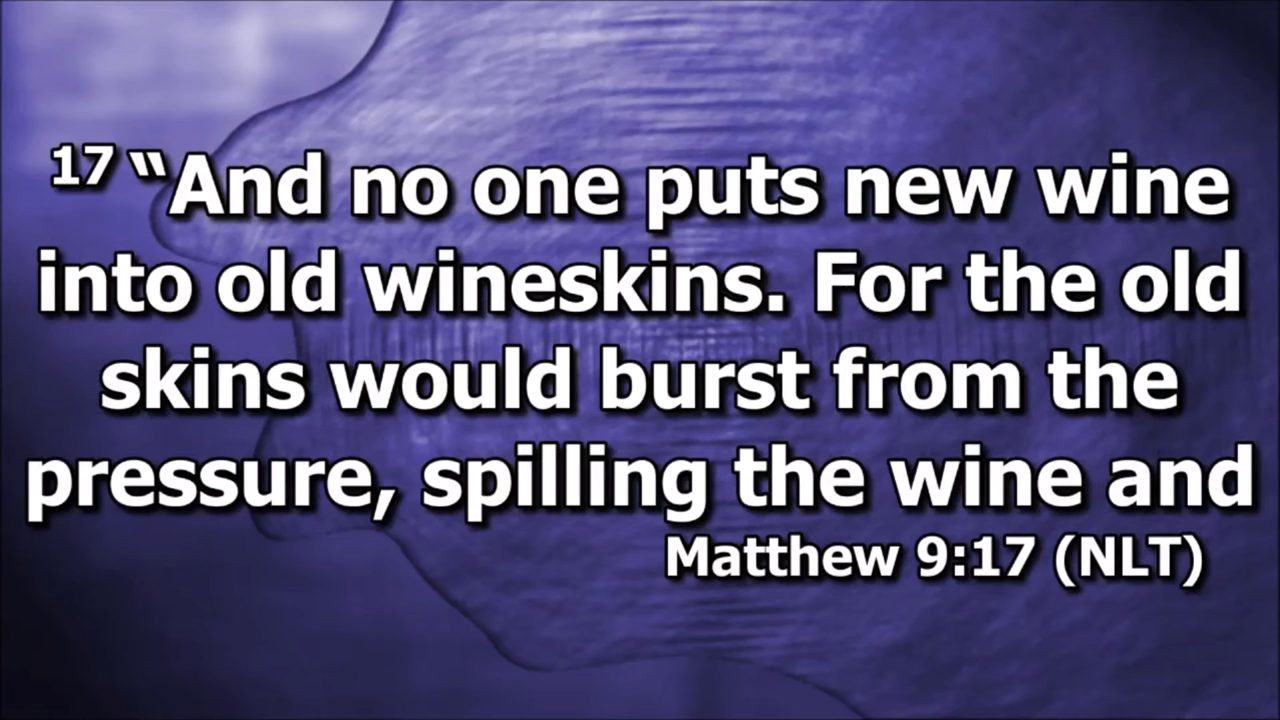 17 “And no one puts new wine
into old wineskins. For the old
skins would burst from the
pressure, spilling the wine and
Matthew 9:17 (NLT)